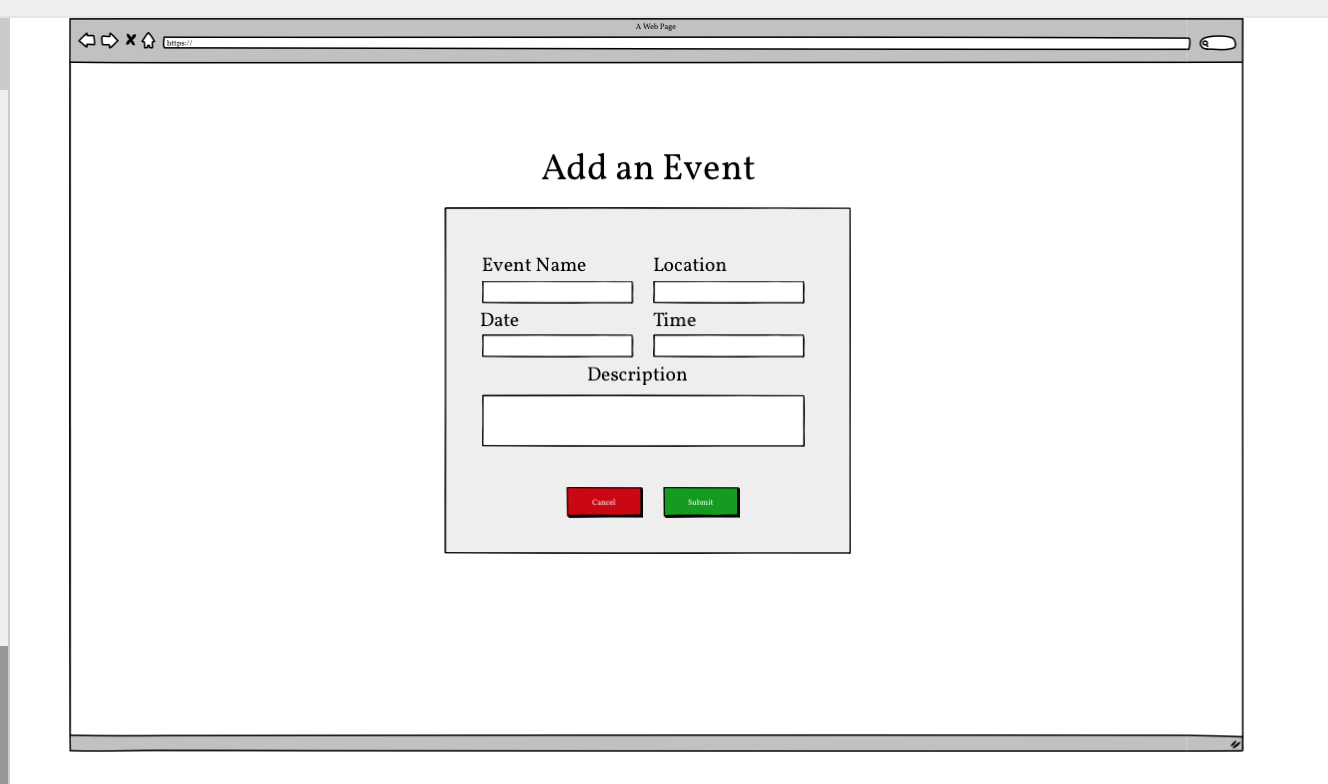 A Web Page
https://
Add an Event
Event Name
Location
Date
Time
Description
Cancel
Submit